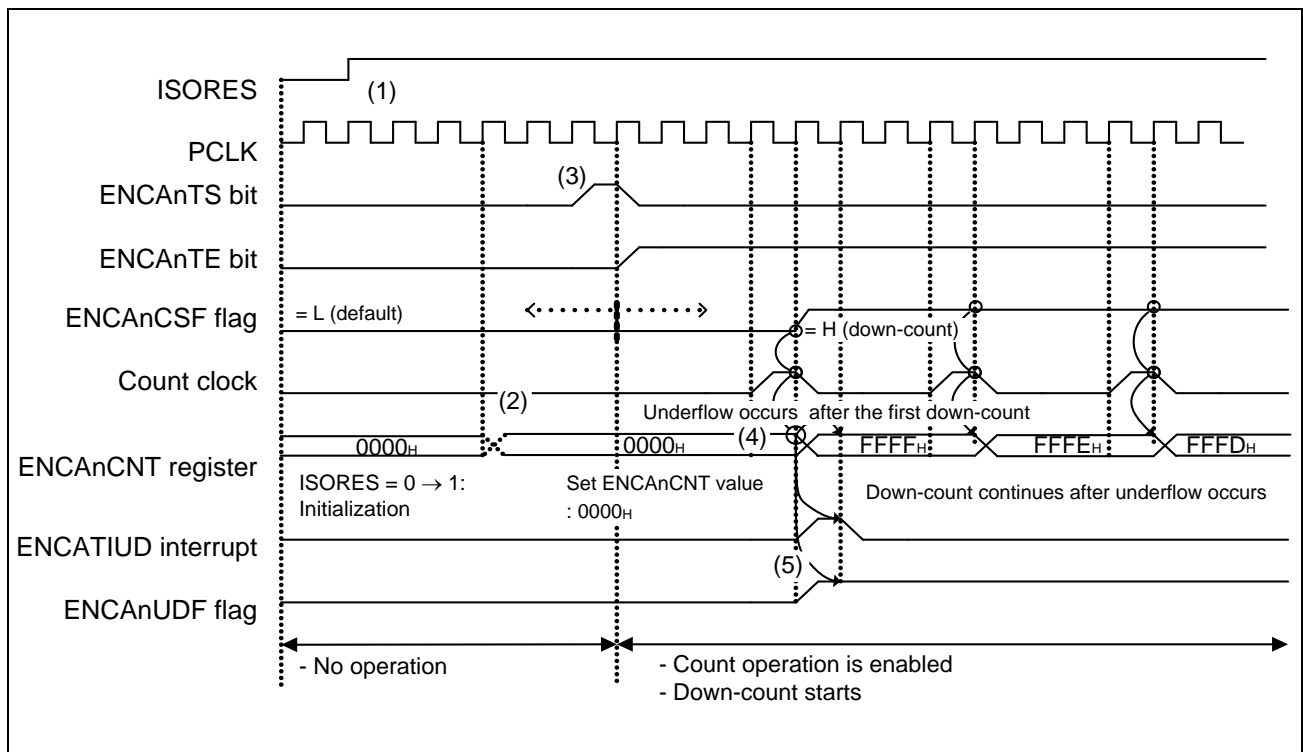 ISORES
(1)
PCLK
ENCAnTS bit
(3)
ENCAnTE bit
ENCAnCSF flag
= L (default)
= H (down-count)
Count clock
(2)
Underflow occurs after the first down-count
(4)
ENCAnCNT register
0000H
0000H
FFFFH
FFFEH
FFFDH
ISORES = 0 → 1:
Initialization
Set ENCAnCNT value
: 0000H
Down-count continues after underflow occurs
ENCATIUD interrupt
(5)
ENCAnUDF flag
- No operation
- Count operation is enabled
- Down-count starts